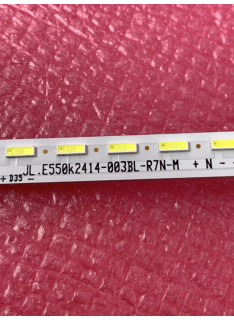 JL.E550k2414-003BL-R7N-M + N -
+ D35 -